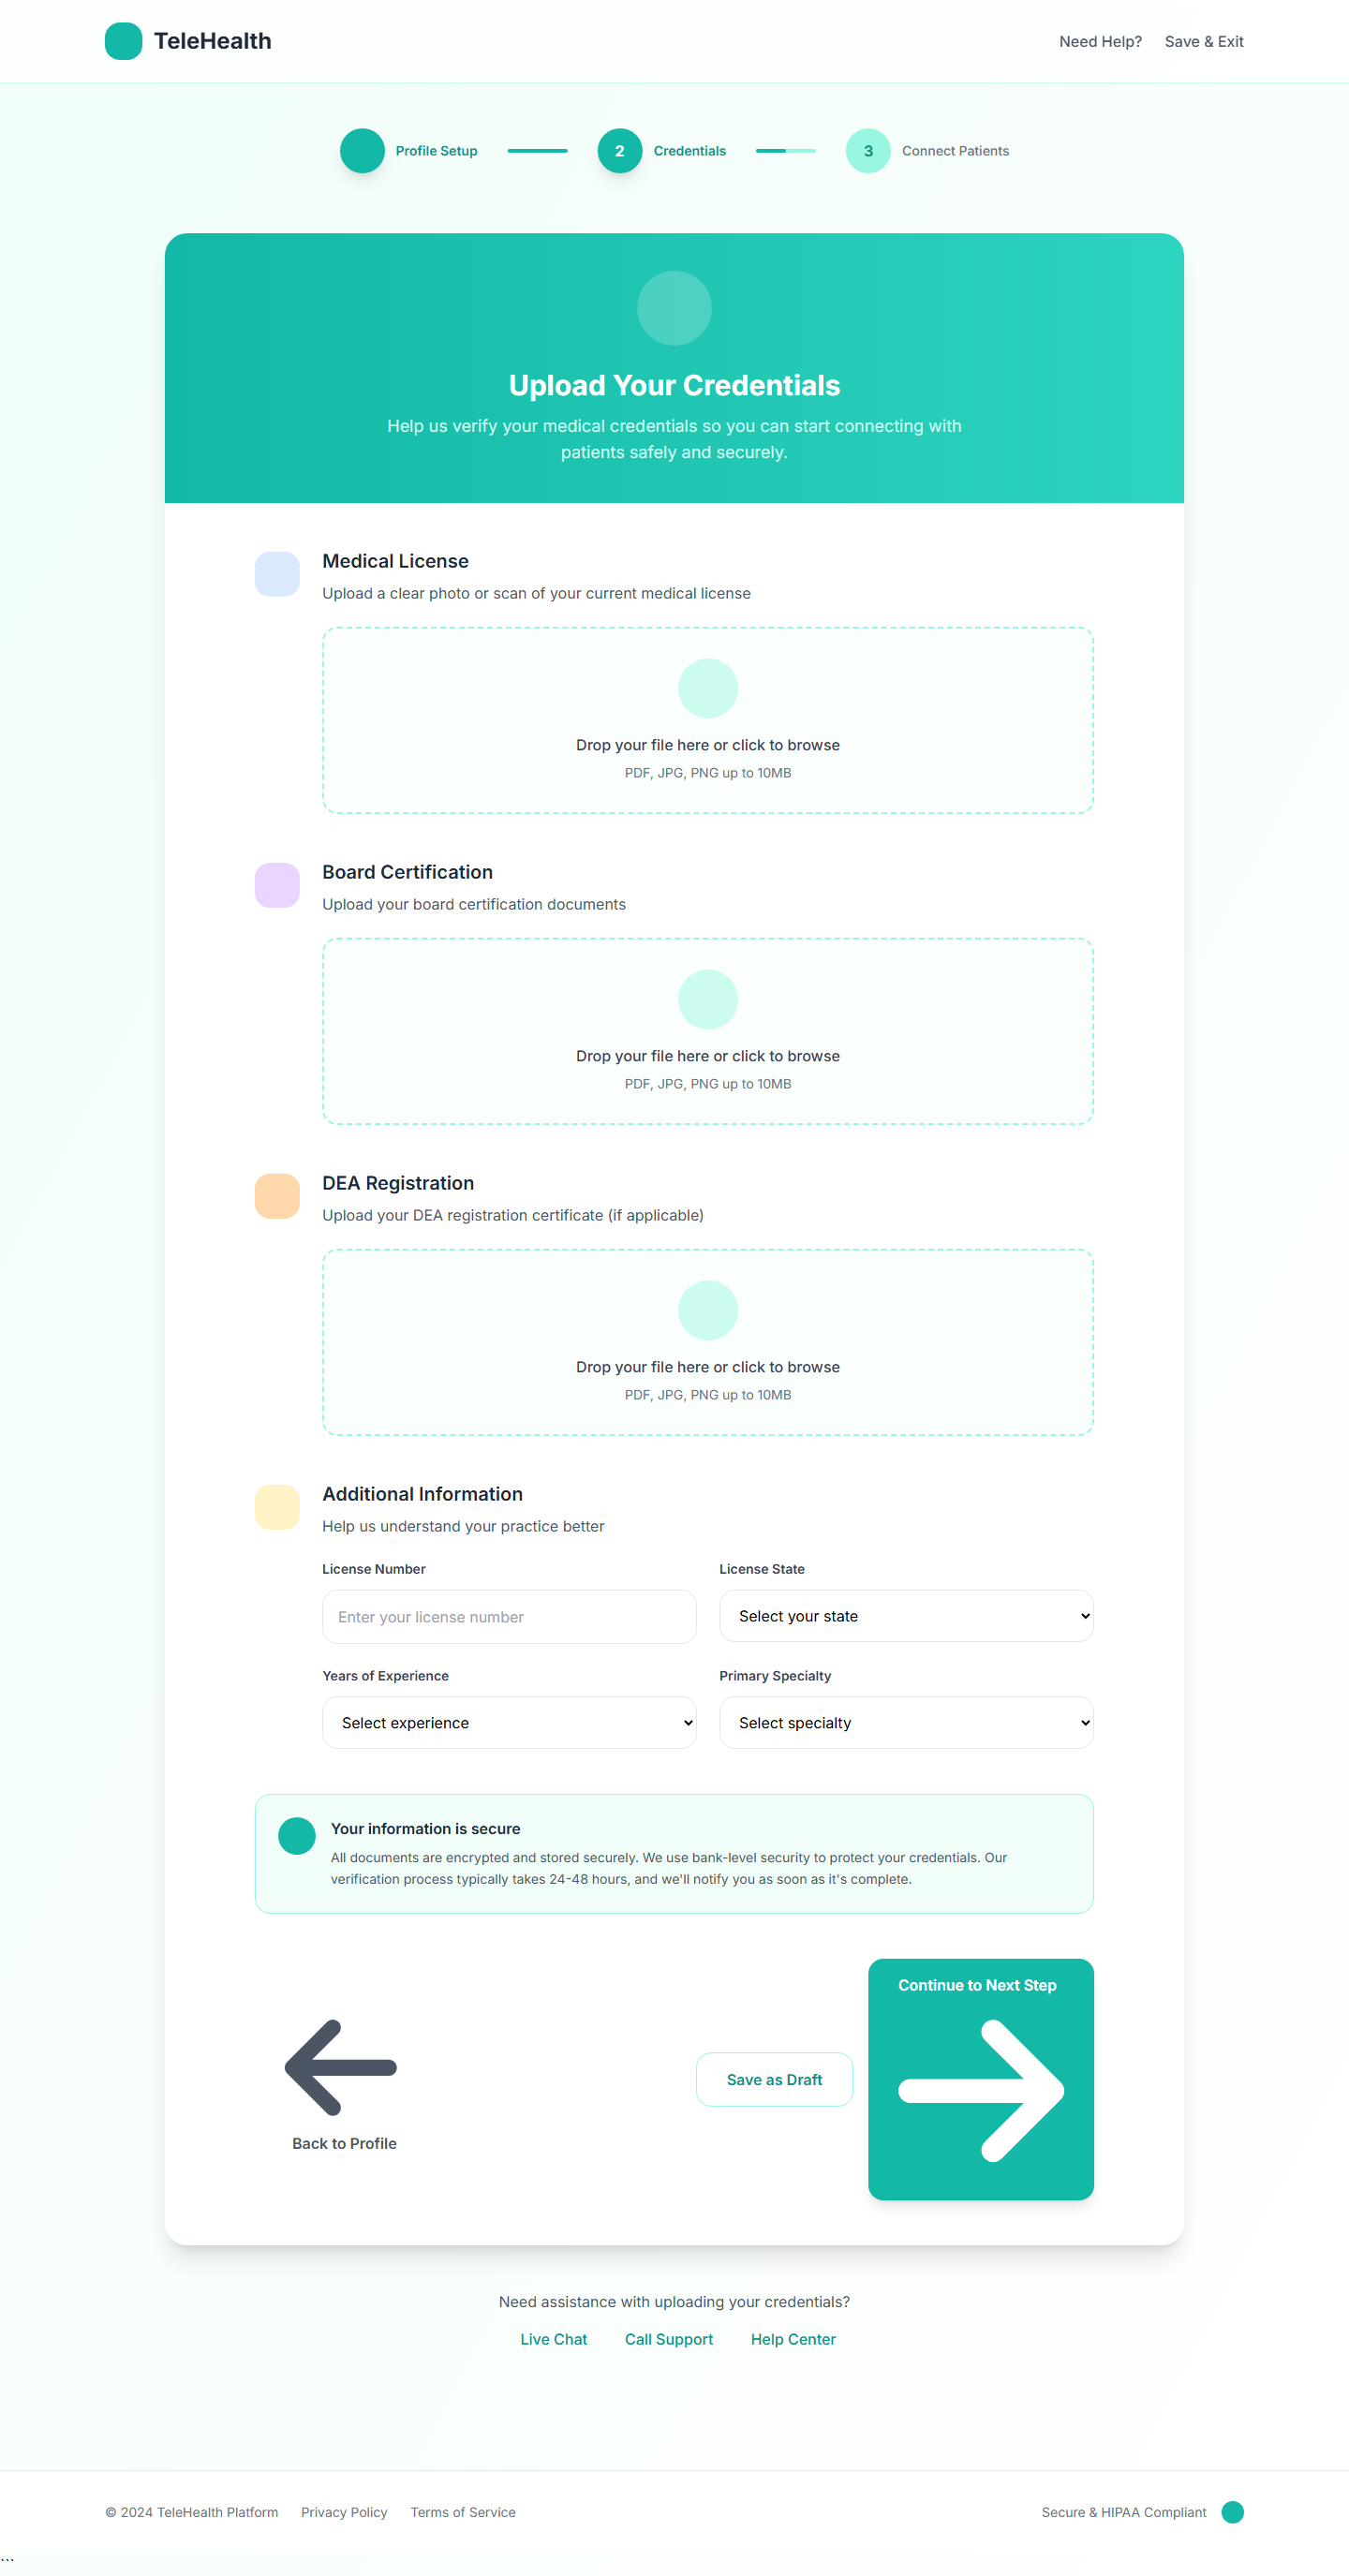 TeleHealth
Need Help?
Save & Exit
Profile Setup
2
Credentials
3
Connect Patients
Upload Your Credentials
Help us verify your medical credentials so you can start connecting with
patients safely and securely.
Medical License
Upload a clear photo or scan of your current medical license
Drop your file here or click to browse
PDF, JPG, PNG up to 10MB
Board Certification
Upload your board certification documents
Drop your file here or click to browse
PDF, JPG, PNG up to 10MB
DEA Registration
Upload your DEA registration certificate (if applicable)
Drop your file here or click to browse
PDF, JPG, PNG up to 10MB
Additional Information
Help us understand your practice better
License Number
License State
Enter your license number
Select your state
Years of Experience
Primary Specialty
Select experience
Select specialty
Your information is secure
All documents are encrypted and stored securely. We use bank-level security to protect your credentials. Our
verification process typically takes 24-48 hours, and we'll notify you as soon as it's complete.
Back to Profile
Save as Draft
Continue to Next Step
Need assistance with uploading your credentials?
Live Chat
Call Support
Help Center
© 2024 TeleHealth Platform
Privacy Policy
Terms of Service
Secure & HIPAA Compliant
```